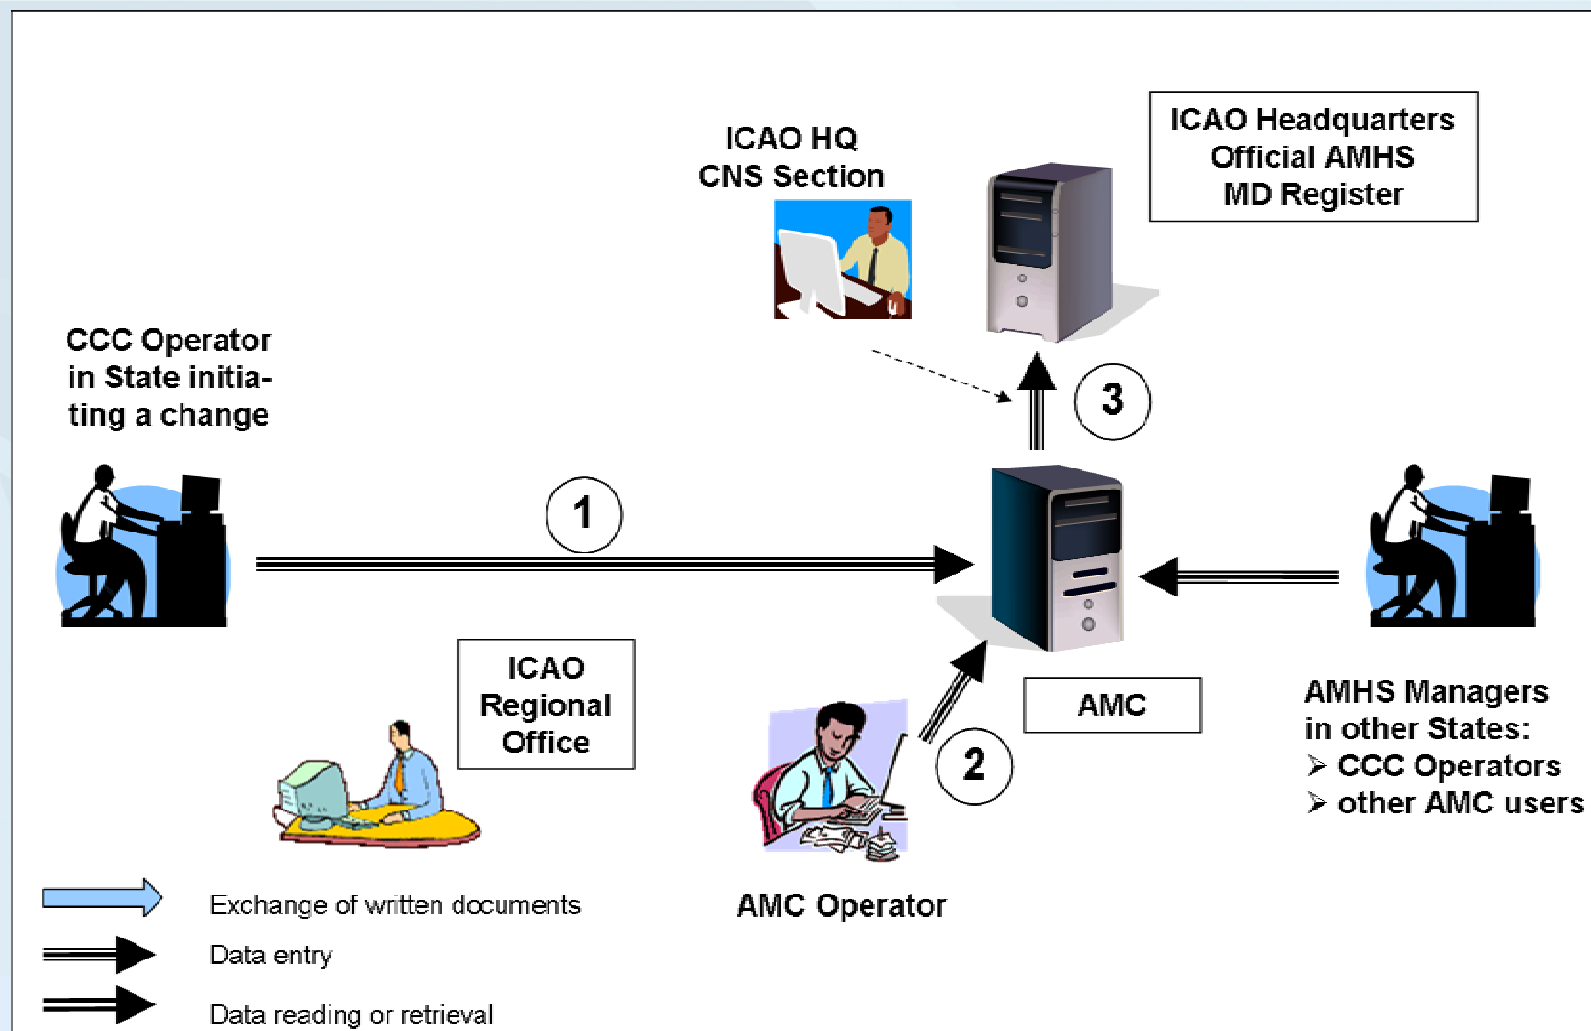 ICAO HQ
CNS Section
ICAO Headquarters
Official AMHS
MD Register
CCC Operator
in State initia-
ting a change
3
1
ICAO
Regional
Office
AMC
2
AMHS Managers
in other States:
➢ CCC Operators
➢ other AMC users
AMC Operator
Exchange of written documents
Data entry
Data reading or retrieval